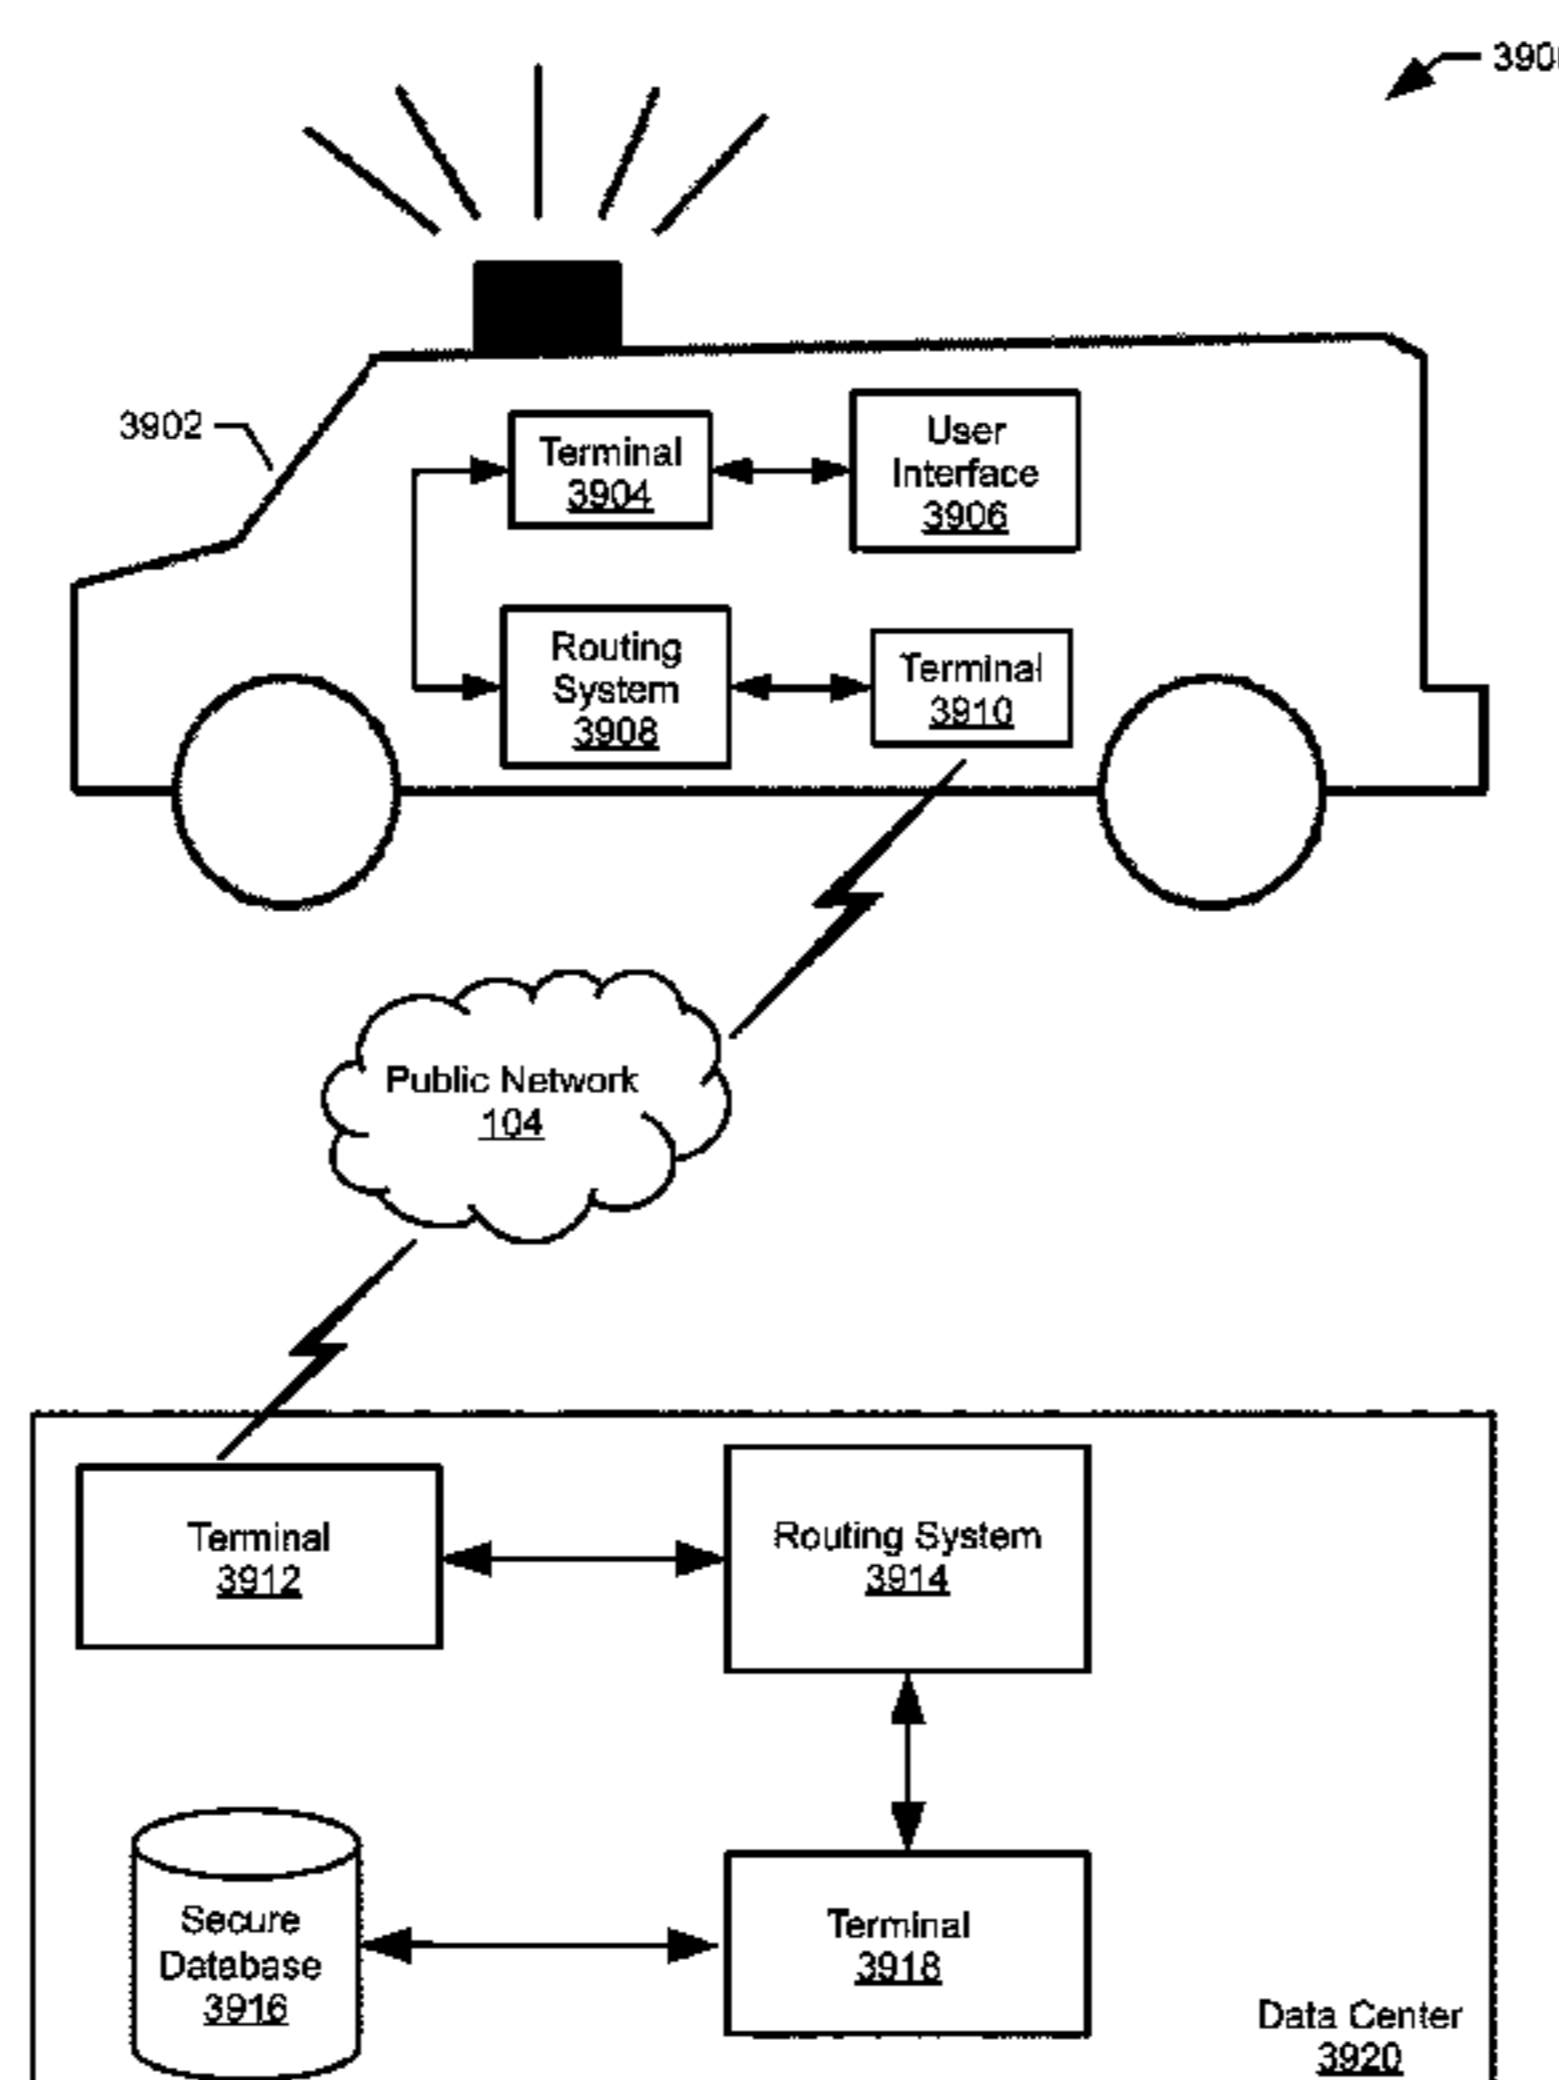 3902
Terminal
3904
User
Interface
3906
Routing
System
3908
Terminal
3910
Public Network
104
Terminal
3912
Routing System
3914
Secure
Database
3916
Terminal
3918
Data Center
3920